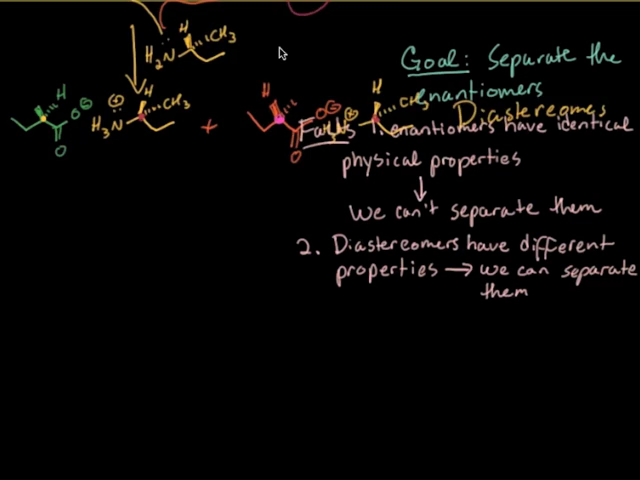 H
H₂N CH₃
Goal: Separate the
enantiomers
Diastereomers
H O⊖ ⊕ H CH₃
H₃N
O
+
H O⊖
O
⊕ H CH₃
Facts 1. enantiomers have identical
physical properties
↓
We can't separate them
2. Diastereomers have different
properties → we can separate
them